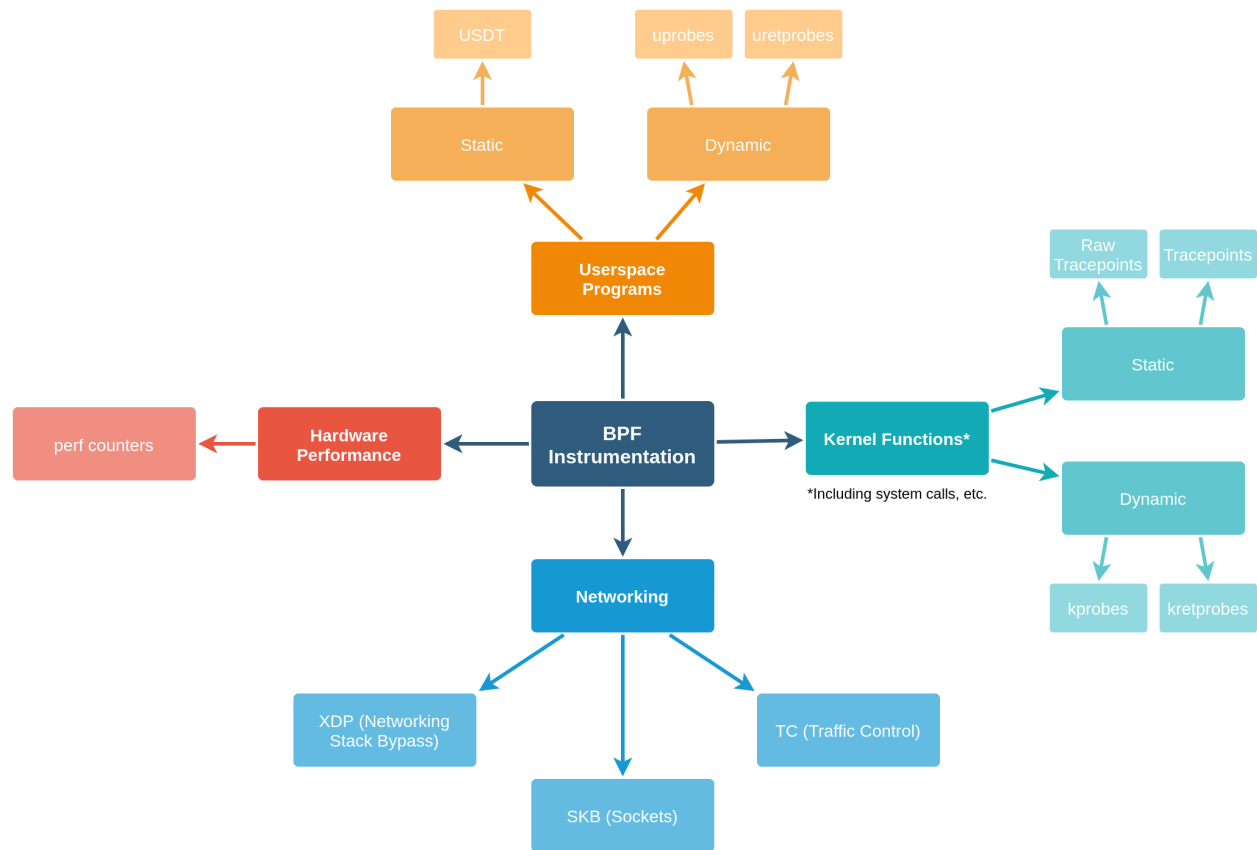 USDT
uprobes
uretprobes
Static
Dynamic
Userspace
Programs
Raw
Tracepoints
Tracepoints
Static
perf counters
Hardware
Performance
BPF
Instrumentation
Kernel Functions*
*Including system calls, etc.
Dynamic
Networking
kprobes
kretprobes
XDP (Networking
Stack Bypass)
TC (Traffic Control)
SKB (Sockets)